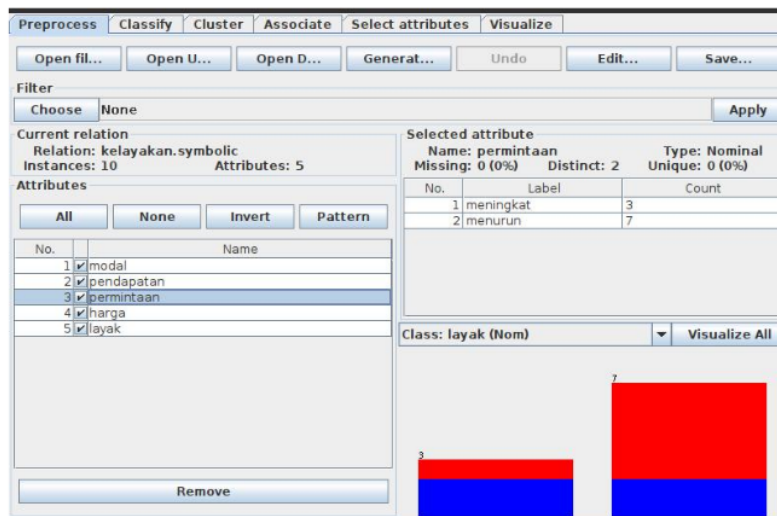 Preprocess Classify Cluster Associate Select attributes Visualize
Open fil... Open U... Open D... Generat... Undo Edit... Save...
Filter
Choose None Apply
Current relation
Relation: kelayakan.symbolic
Instances: 10 Attributes: 5
Attributes
All None Invert Pattern
No. Name
1 modal
2 pendapatan
3 permintaan
4 harga
5 layak
Remove
Selected attribute
Name: permintaan Type: Nominal
Missing: 0 (0%) Distinct: 2 Unique: 0 (0%)
No. Label Count
1 meningkat 3
2 menurun 7
Class: layak (Nom) Visualize All
7
3